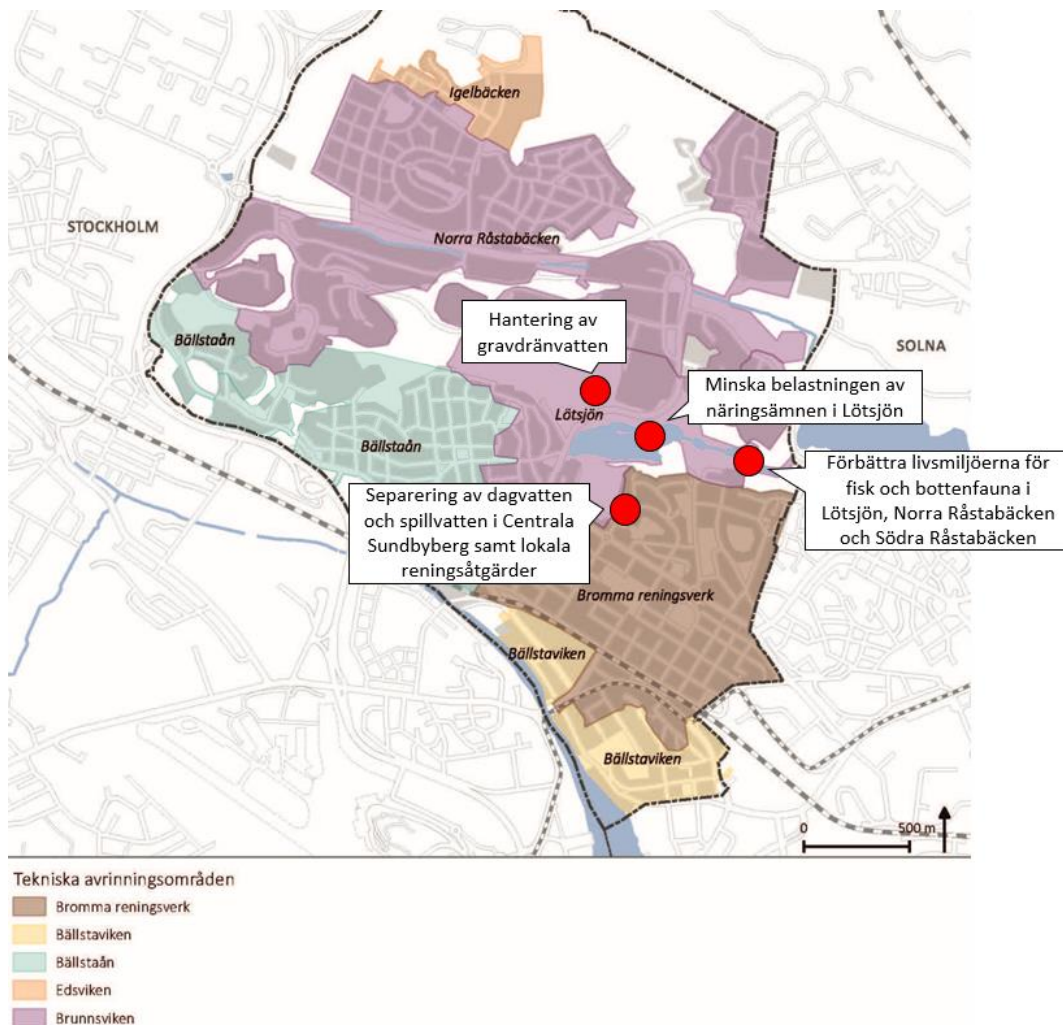 Igelbäcken
STOCKHOLM
Norra Råstabäcken
Hantering av
gravdränvatten
SOLNA
Bällstaån
Minska belastningen av
näringsämnen i Lötsjön
Lötsjön
Bällstaån
Förbättra livsmiljöerna för
fisk och bottenfauna i
Lötsjön, Norra Råstabäcken
och Södra Råstabäcken
Separering av dagvatten
och spillvatten i Centrala
Sundbyberg samt lokala
reningsåtgärder
Bromma reningsverk
Bällstaviken
Bällstaviken
0 500 m
Tekniska avrinningsområden
Bromma reningsverk
Bällstaviken
Bällstaån
Edsviken
Brunnsviken